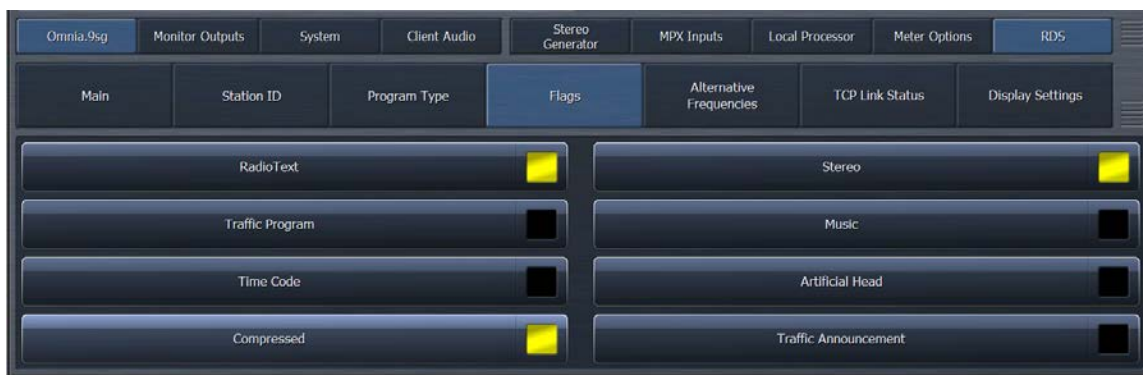 Omnia.9sg
Monitor Outputs
System
Client Audio
Stereo
Generator
MPX Inputs
Local Processor
Meter Options
RDS
Main
Station ID
Program Type
Flags
Alternative
Frequencies
TCP Link Status
Display Settings
RadioText
Stereo
Traffic Program
Music
Time Code
Artificial Head
Compressed
Traffic Announcement